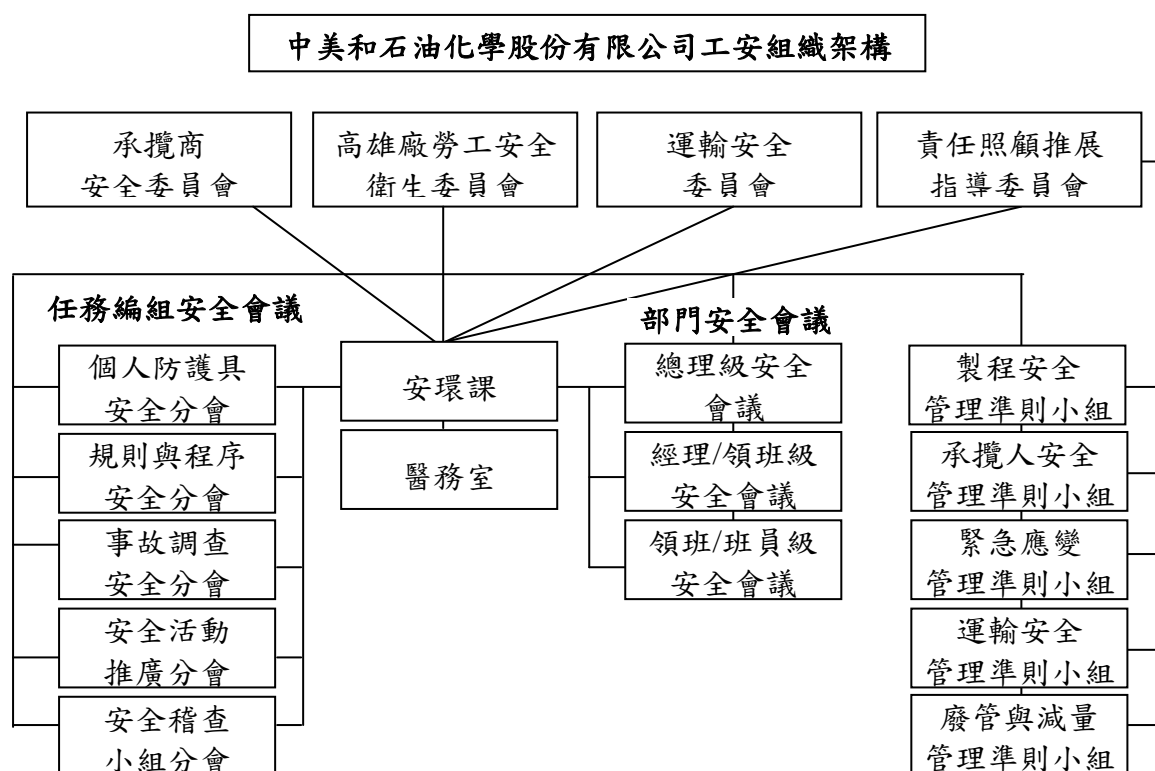 中美和石油化學股份有限公司工安組織架構
承攬商
安全委員會
高雄廠勞工安全
衛生委員會
運輸安全
委員會
責任照顧推展
指導委員會
任務編組安全會議
部門安全會議
個人防護具
安全分會
規則與程序
安全分會
事故調查
安全分會
安全活動
推廣分會
安全稽查
小組分會
安環課
醫務室
總理級安全
會議
經理/領班級
安全會議
領班/班員級
安全會議
製程安全
管理準則小組
承攬人安全
管理準則小組
緊急應變
管理準則小組
運輸安全
管理準則小組
廢管與減量
管理準則小組